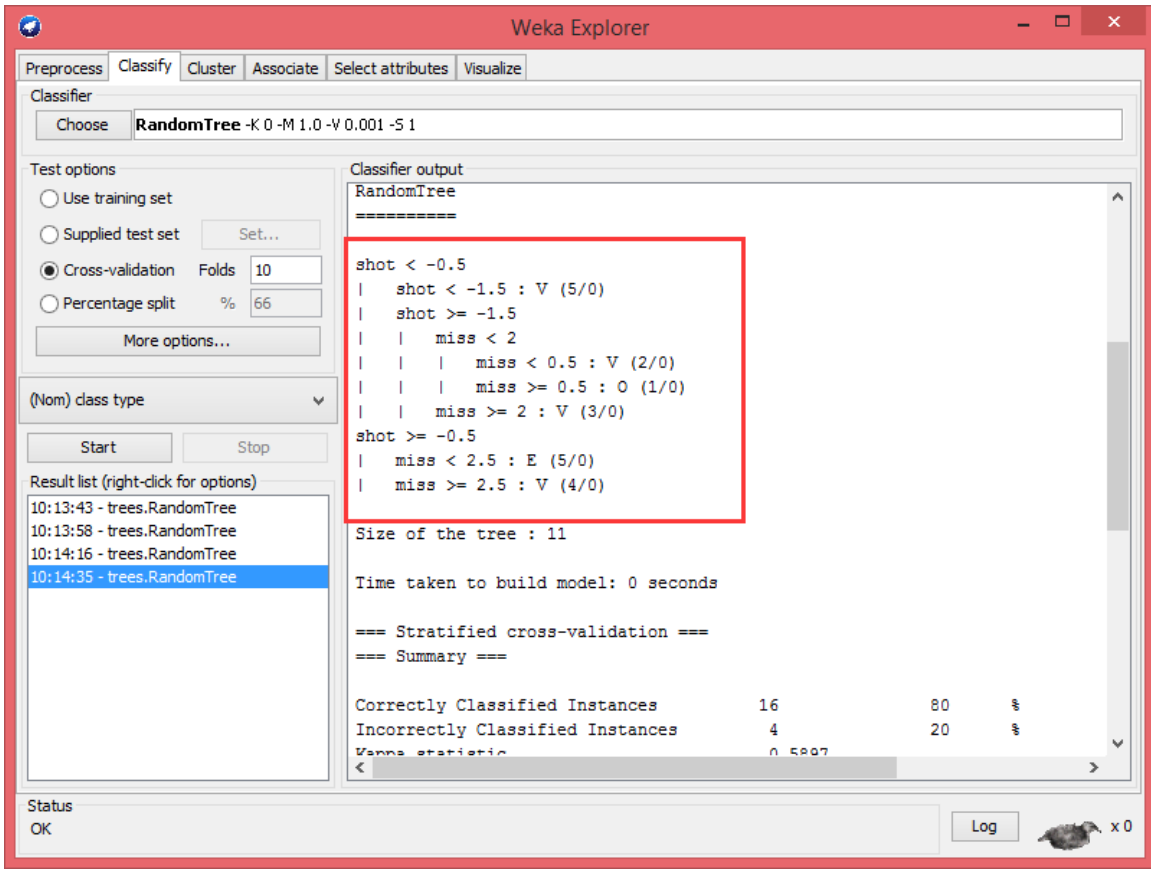 Weka Explorer
Preprocess Classify Cluster Associate Select attributes Visualize
Classifier
Choose RandomTree -K 0 -M 1.0 -V 0.001 -S 1
Test options
Use training set
Supplied test set Set...
Cross-validation Folds 10
Percentage split % 66
More options...
(Nom) class type
Start Stop
Result list (right-click for options)
10:13:43 - trees.RandomTree
10:13:58 - trees.RandomTree
10:14:16 - trees.RandomTree
10:14:35 - trees.RandomTree
Classifier output
RandomTree
==========
shot < -0.5
|   shot < -1.5 : V (5/0)
|   shot >= -1.5
|   |   miss < 2
|   |   |   miss < 0.5 : V (2/0)
|   |   |   miss >= 0.5 : O (1/0)
|   |   miss >= 2 : V (3/0)
shot >= -0.5
|   miss < 2.5 : E (5/0)
|   miss >= 2.5 : V (4/0)
Size of the tree : 11
Time taken to build model: 0 seconds
=== Stratified cross-validation ===
=== Summary ===
Correctly Classified Instances 16 80 %
Incorrectly Classified Instances 4 20 %
Kappa statistic 0.5897
Status
OK
Log
x 0